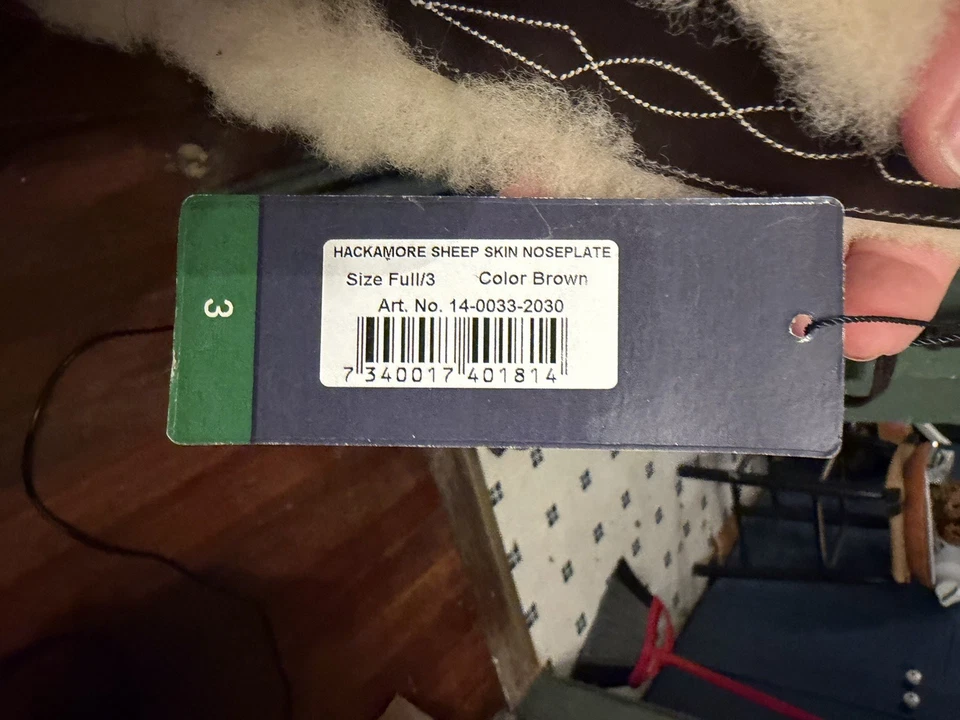 HACKAMORE SHEEP SKIN NOSEPLATE
Size Full/3 Color Brown
Art. No. 14-0033-2030
7 340017 401814
3